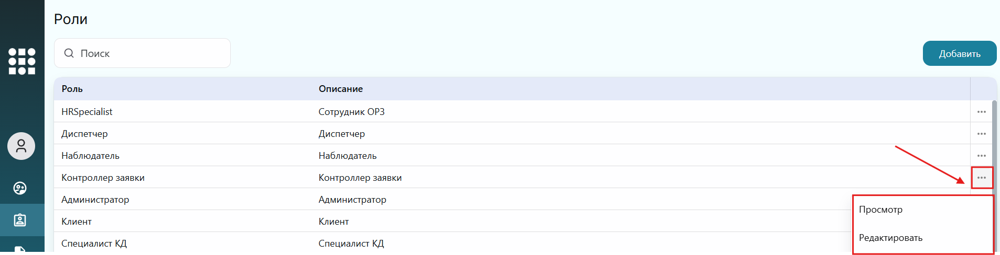 Роли
Поиск
Добавить
Роль Описание
HRSpecialist Сотрудник ОРЗ
Диспетчер Диспетчер
Наблюдатель Наблюдатель
Контроллер заявки Контроллер заявки
Администратор Администратор
Просмотр
Клиент Клиент
Редактировать
Специалист КД Специалист КД